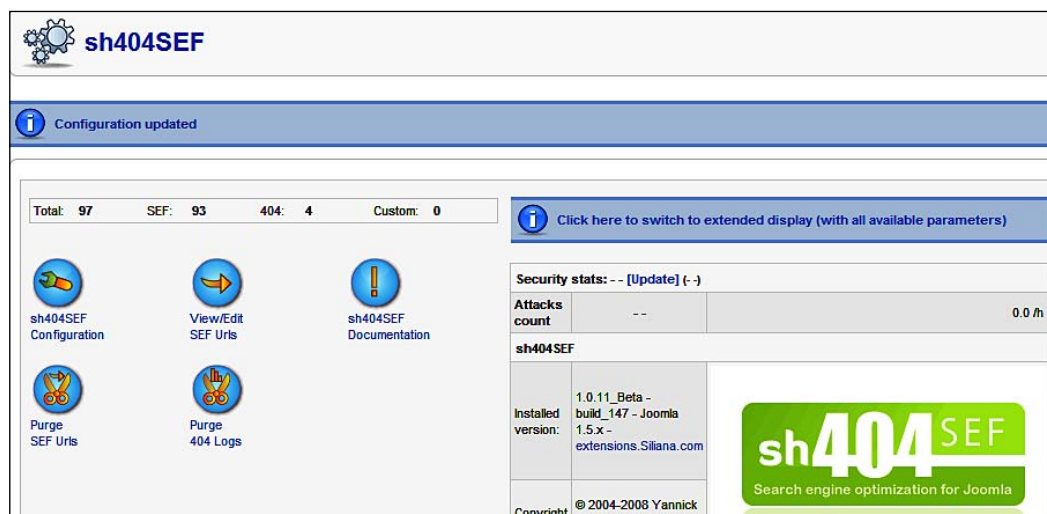 sh404SEF
Configuration updated
Total: 97 SEF: 93 404: 4 Custom: 0
sh404SEF
Configuration
View/Edit
SEF Urls
sh404SEF
Documentation
Purge
SEF Urls
Purge
404 Logs
Click here to switch to extended display (with all available parameters)
Security stats: - - [Update] (- -)
Attacks
count
- -
0.0 /h
sh404SEF
Installed
version:
1.0.11_Beta -
build_147 - Joomla
1.5.x -
extensions.Siliana.com
sh404SEF
Search engine optimization for Joomla
Copyright
© 2004-2008 Yannick